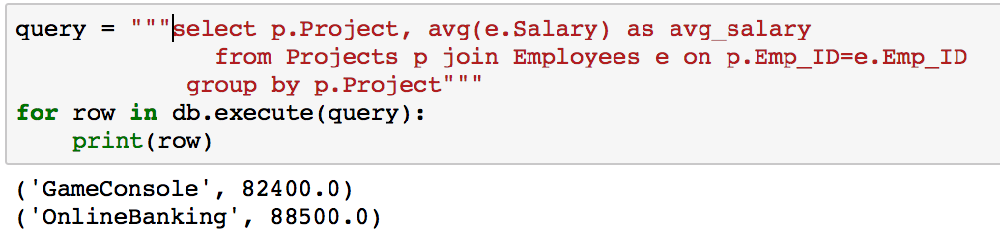 query = """select p.Project, avg(e.Salary) as avg_salary
from Projects p join Employees e on p.Emp_ID=e.Emp_ID
group by p.Project"""
for row in db.execute(query):
print(row)
('GameConsole', 82400.0)
('OnlineBanking', 88500.0)